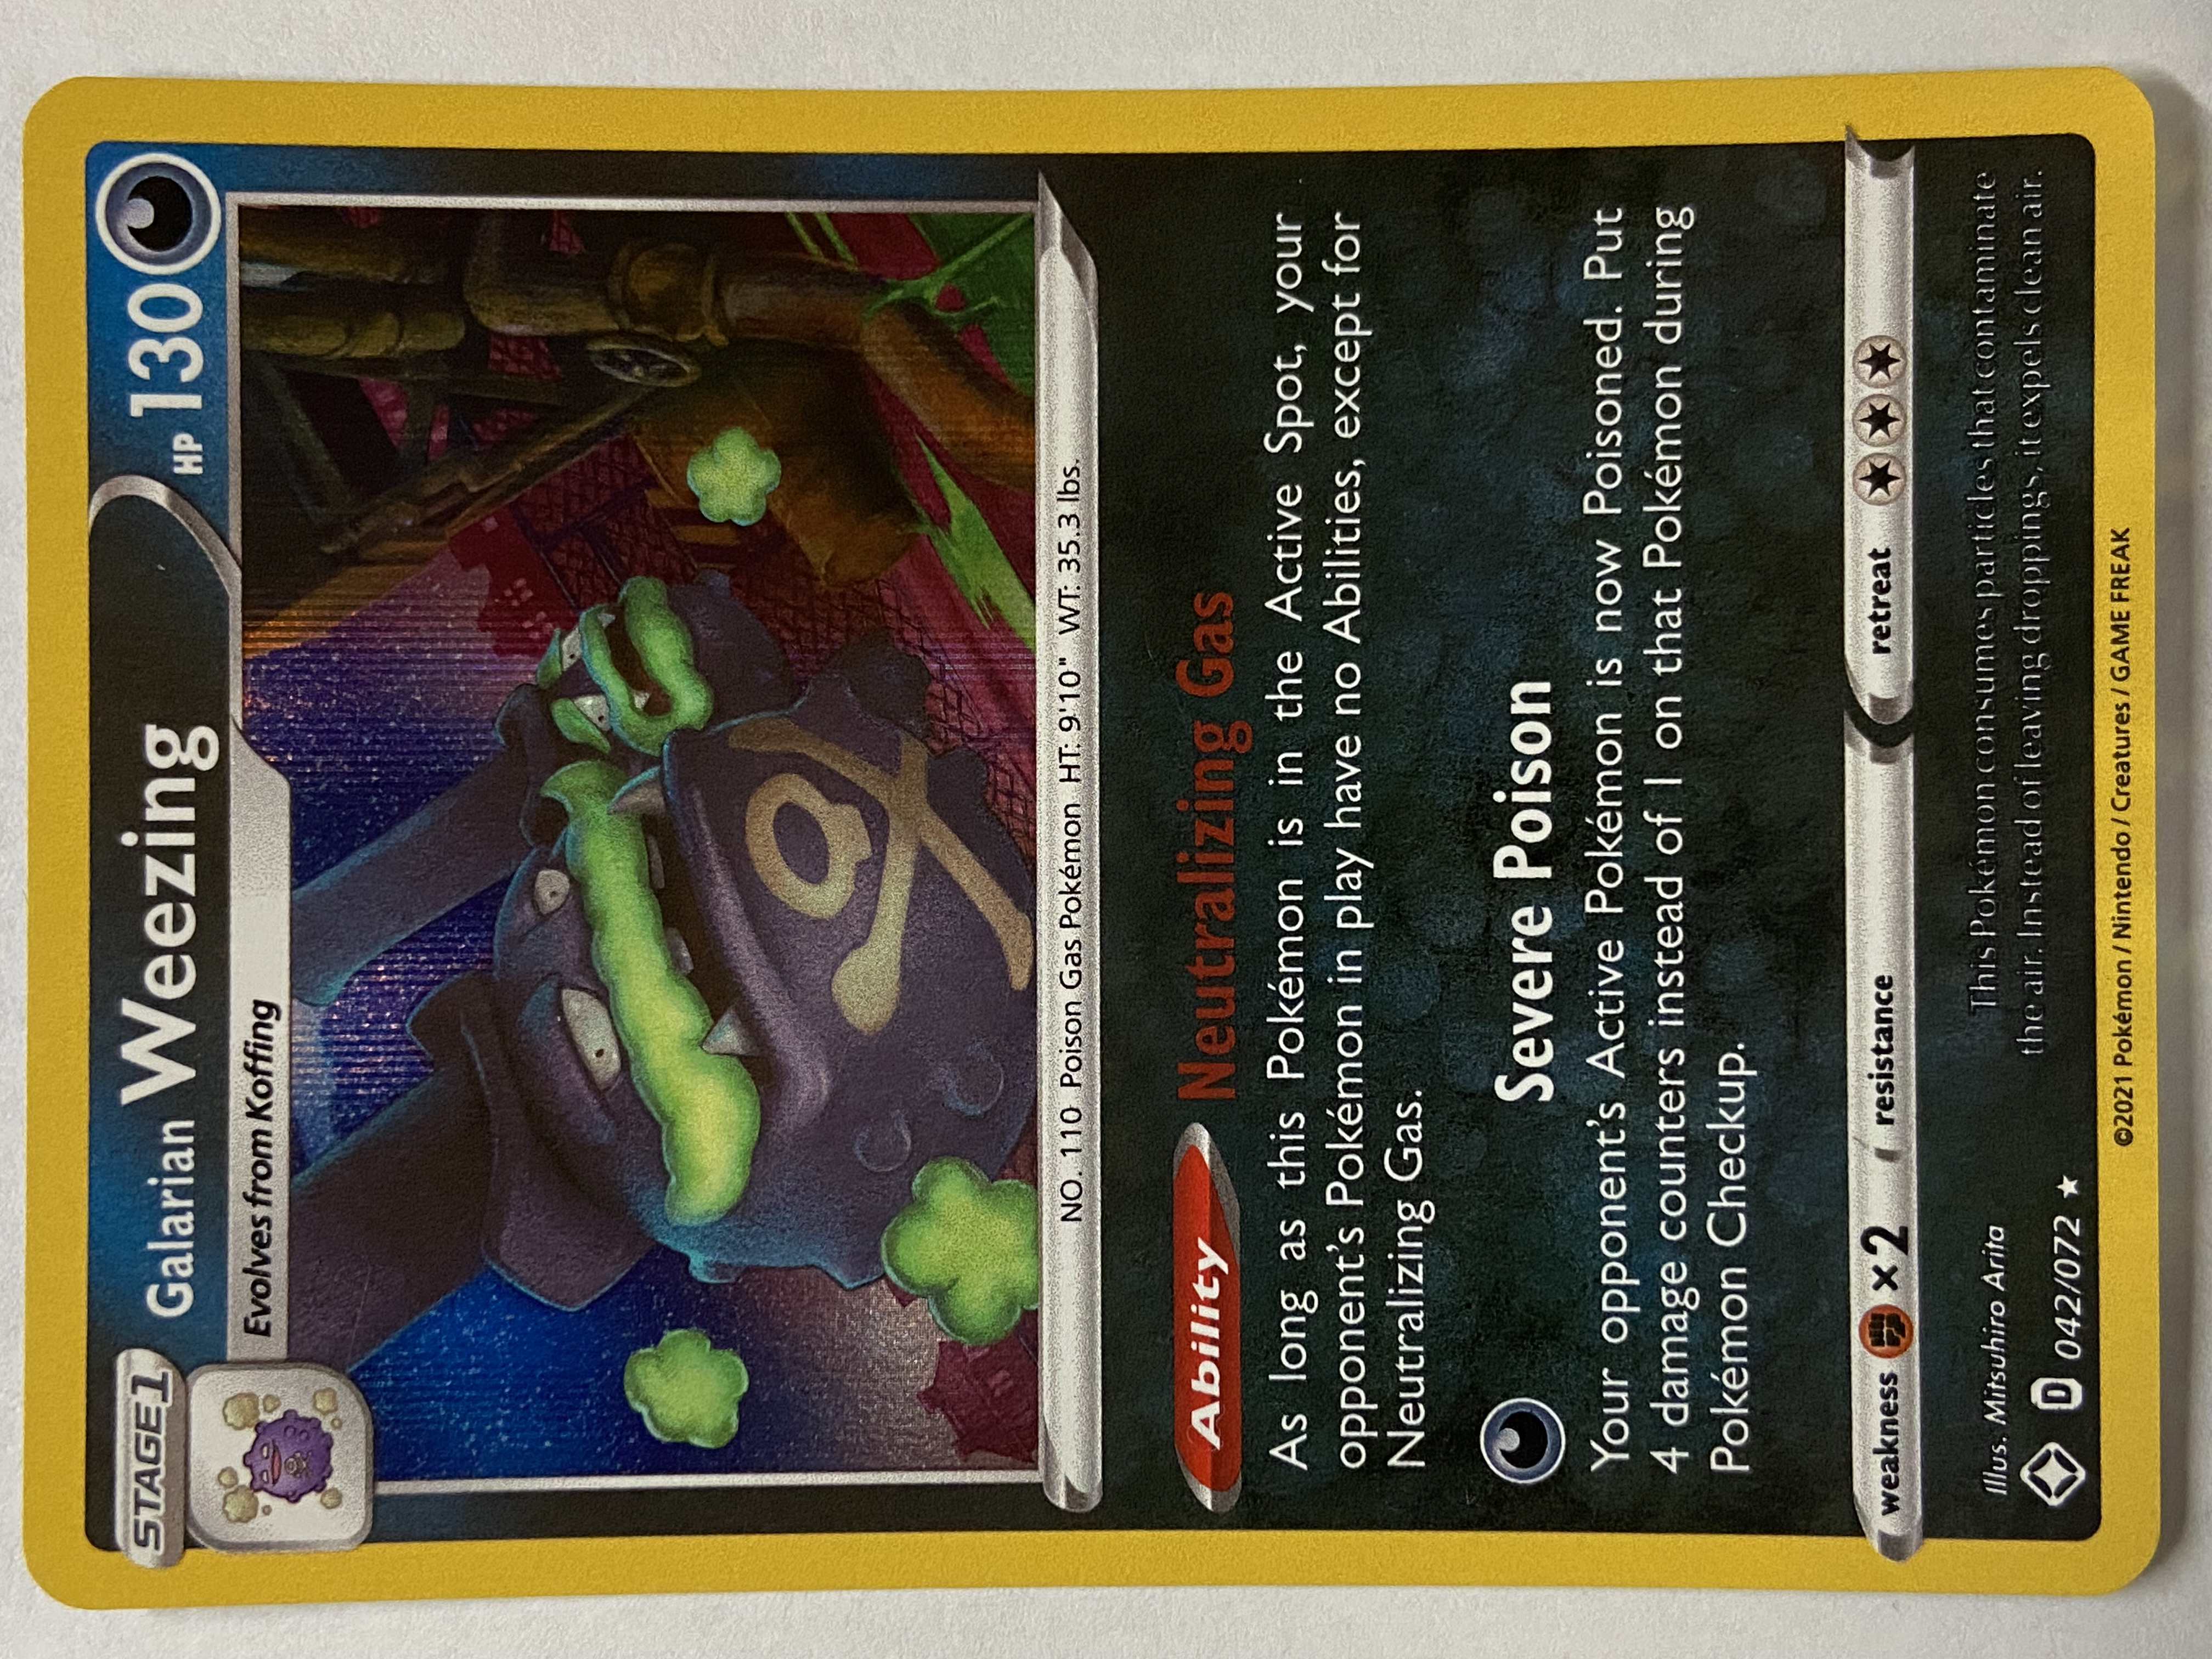 STAGE1
Galarian Weezing
HP 130
Evolves from Koffing
NO. 110 Poison Gas Pokémon HT: 9'10" WT: 35.3 lbs.
Ability Neutralizing Gas
As long as this Pokémon is in the Active Spot, your
opponent's Pokémon in play have no Abilities, except for
Neutralizing Gas.
Severe Poison
Your opponent's Active Pokémon is now Poisoned. Put
4 damage counters instead of 1 on that Pokémon during
Pokémon Checkup.
weakness ×2 resistance retreat
Illus. Mitsuhiro Arita
This Pokémon consumes particles that contaminate
the air. Instead of leaving droppings, it expels clean air.
D 042/072 ★
©2021 Pokémon / Nintendo / Creatures / GAME FREAK